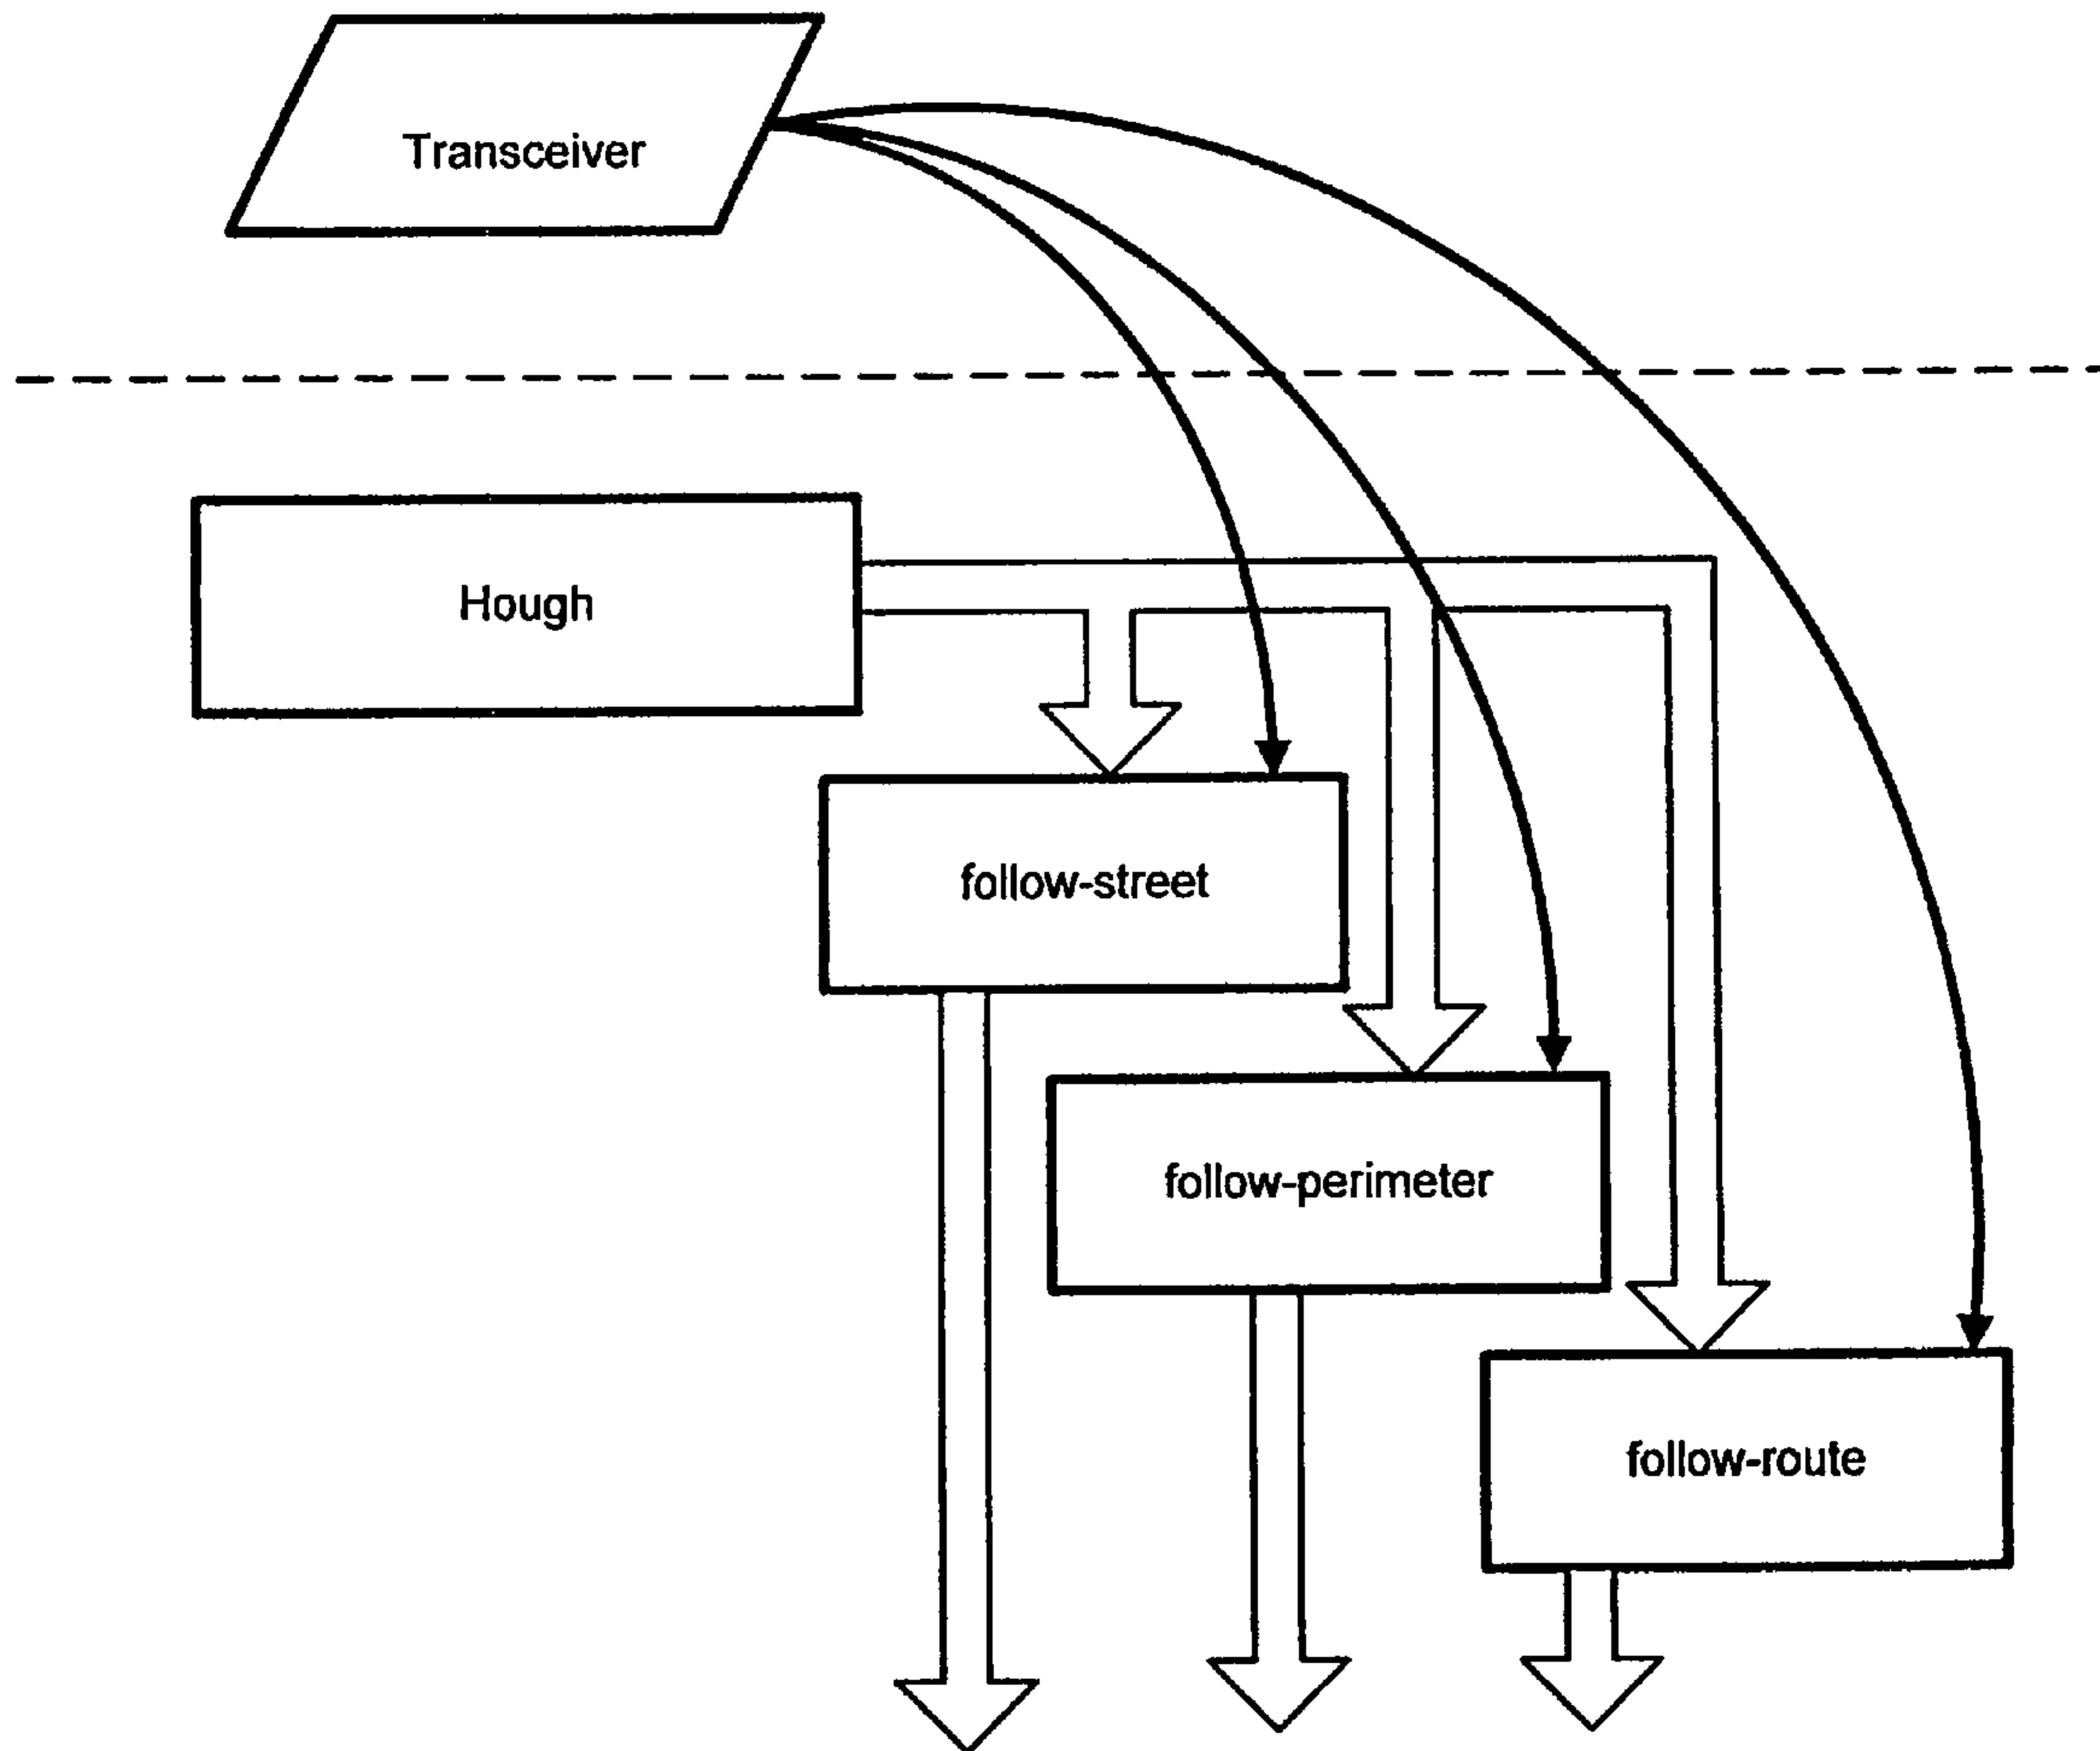 Transceiver
Hough
follow-street
follow-perimeter
follow-route